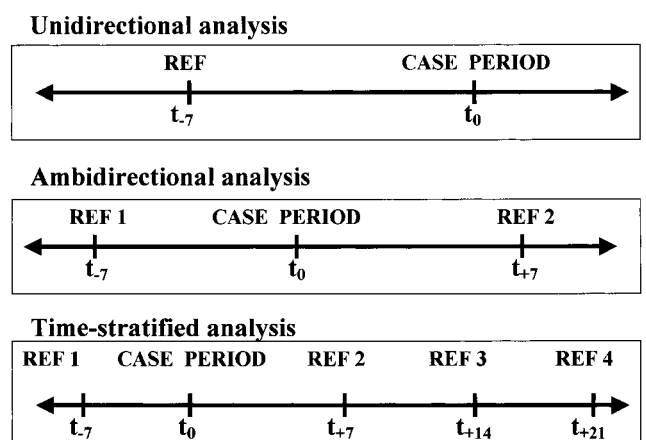 Unidirectional analysis
REF CASE PERIOD
t-7 t0
Ambidirectional analysis
REF 1 CASE PERIOD REF 2
t-7 t0 t+7
Time-stratified analysis
REF 1 CASE PERIOD REF 2 REF 3 REF 4
t-7 t0 t+7 t+14 t+21